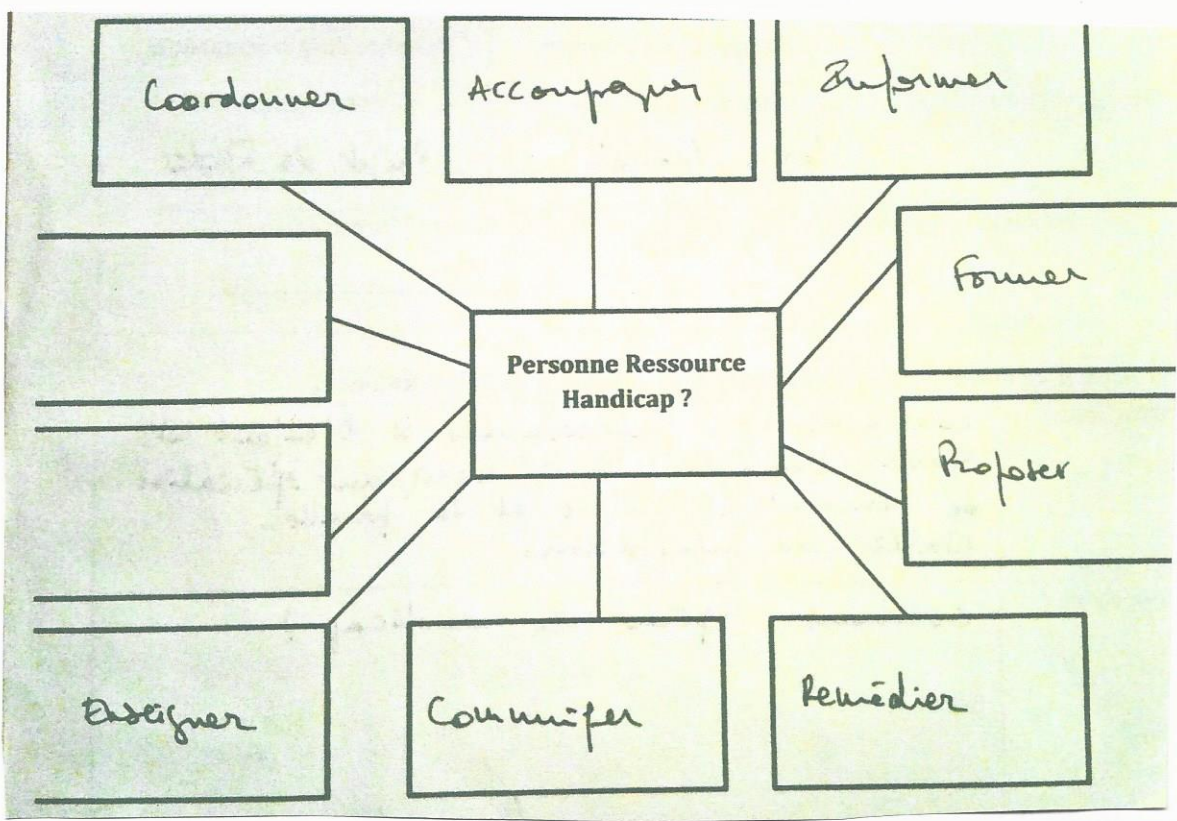 Coordonner
Accompagner
Informer
Former
Personne Ressource
Handicap ?
Proposer
Enseigner
Remédier